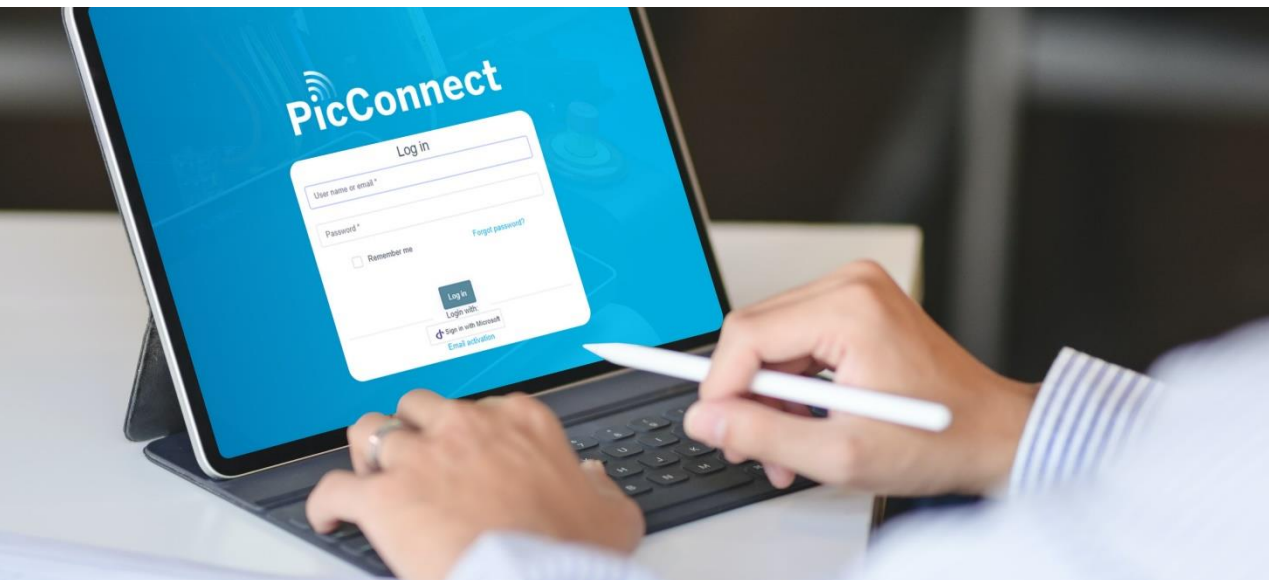 PicConnect
Log in
User name or email *
Password *
Remember me
Forgot password?
Log in
Login with:
Sign in with Microsoft
Email activation